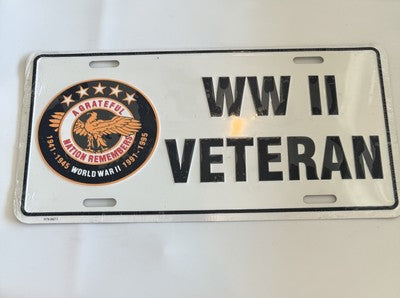 A GRATEFUL
NATION REMEMBERS
1941-1945 WORLD WAR II 1991-1995
WW II
VETERAN